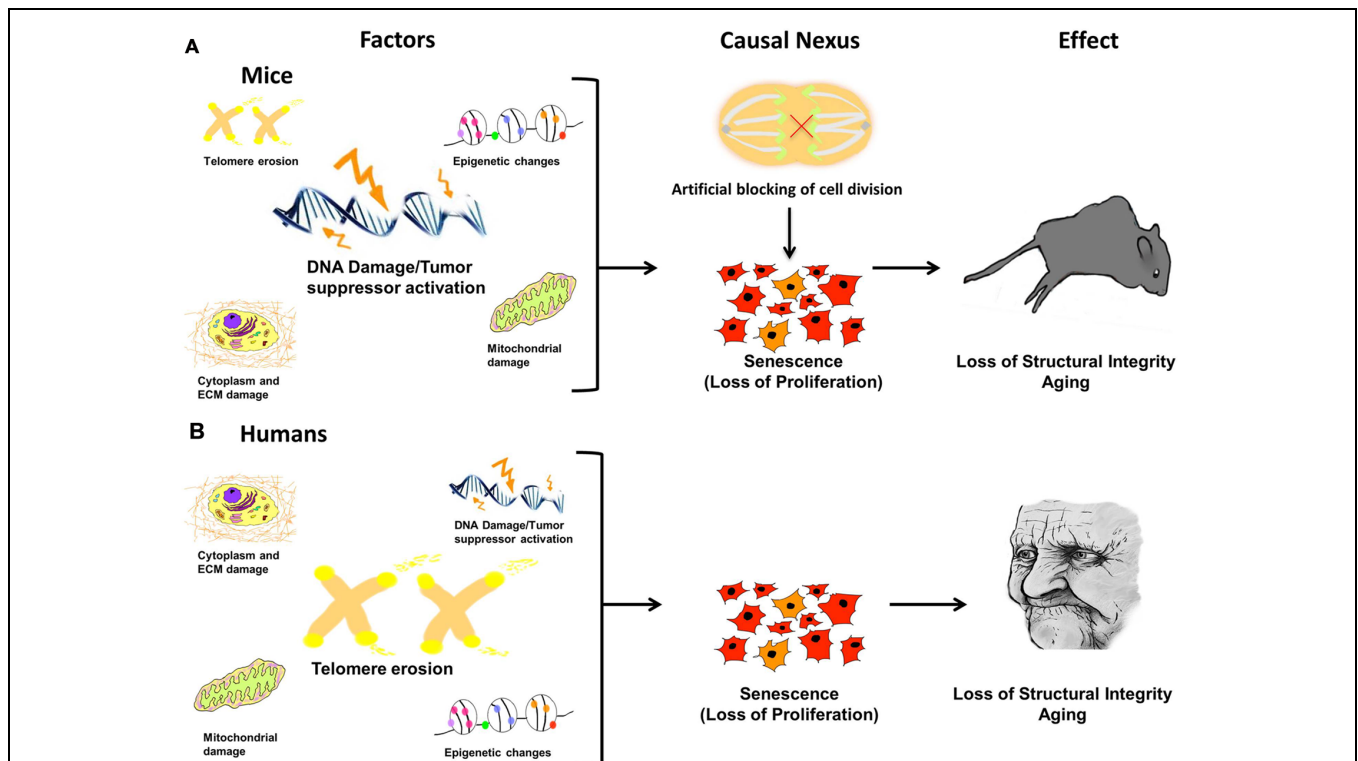 A
Factors
Causal Nexus
Effect
Mice
Telomere erosion
Epigenetic changes
Artificial blocking of cell division
DNA Damage/Tumor
suppressor activation
Mitochondrial
damage
Cytoplasm and
ECM damage
Senescence
(Loss of Proliferation)
Loss of Structural Integrity
Aging
B
Humans
Cytoplasm and
ECM damage
DNA Damage/Tumor
suppressor activation
Telomere erosion
Mitochondrial
damage
Epigenetic changes
Senescence
(Loss of Proliferation)
Loss of Structural Integrity
Aging